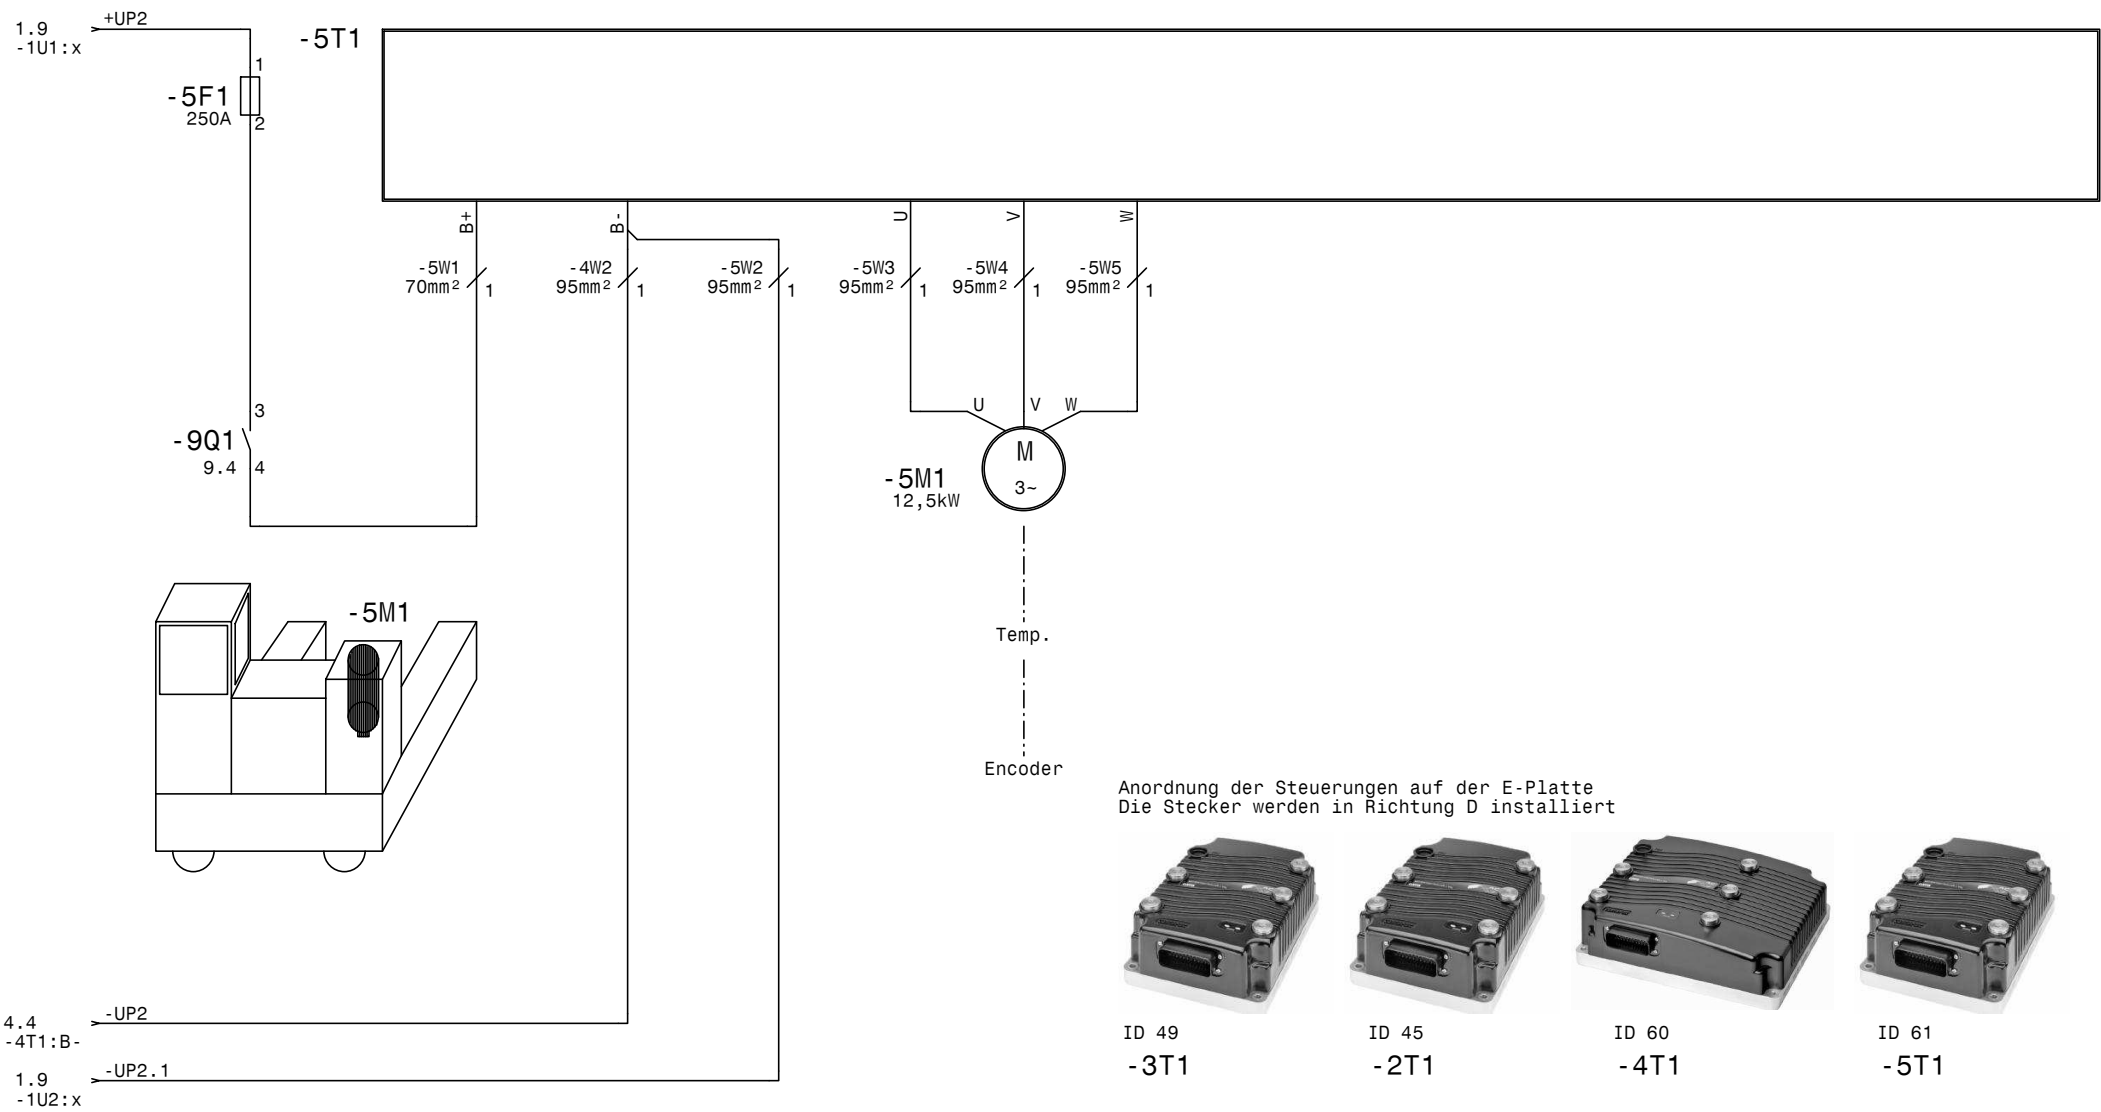 +UP2
1.9
-1U1:x
-5T1
1
-5F1
250A
2
B+
B-
U
V
W
-5W1
70mm²
1
-4W2
95mm²
1
-5W2
95mm²
1
-5W3
95mm²
1
-5W4
95mm²
1
-5W5
95mm²
1
3
-9Q1
9.4
4
U
V
W
M
3~
-5M1
12,5kW
-5M1
Temp.
Encoder
Anordnung der Steuerungen auf der E-Platte
Die Stecker werden in Richtung D installiert
ID 49
-3T1
ID 45
-2T1
ID 60
-4T1
ID 61
-5T1
-UP2
4.4
-4T1:B-
-UP2.1
1.9
-1U2:x